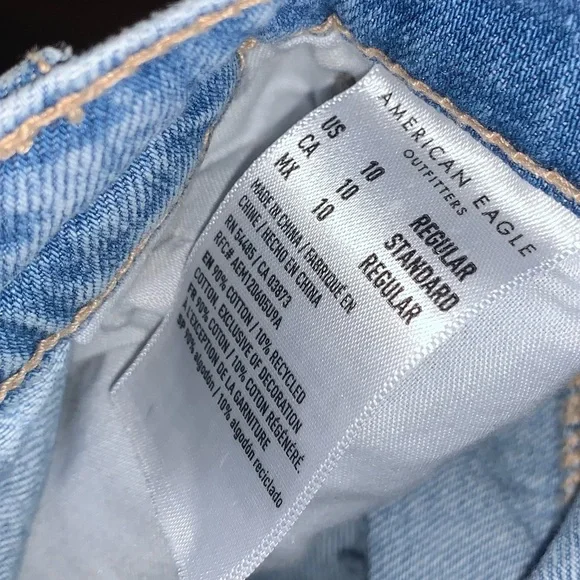 AMERICAN EAGLE
OUTFITTERS
US 10 REGULAR
CA 10 STANDARD
MX 10 REGULAR
MADE IN CHINA / FABRIQUÉ EN
CHINE / HECHO EN CHINA
RN 54485 / CA 03873
RFC# AEM1206DSU9A
EN 90% COTTON / 10% RECYCLED
COTTON, EXCLUSIVE OF DECORATION
FR 90% COTON / 10% COTON RÉGÉNÉRÉ.
L'EXCEPTION DE LA GARNITURE
SP 90% algodón / 10% algodón reciclado